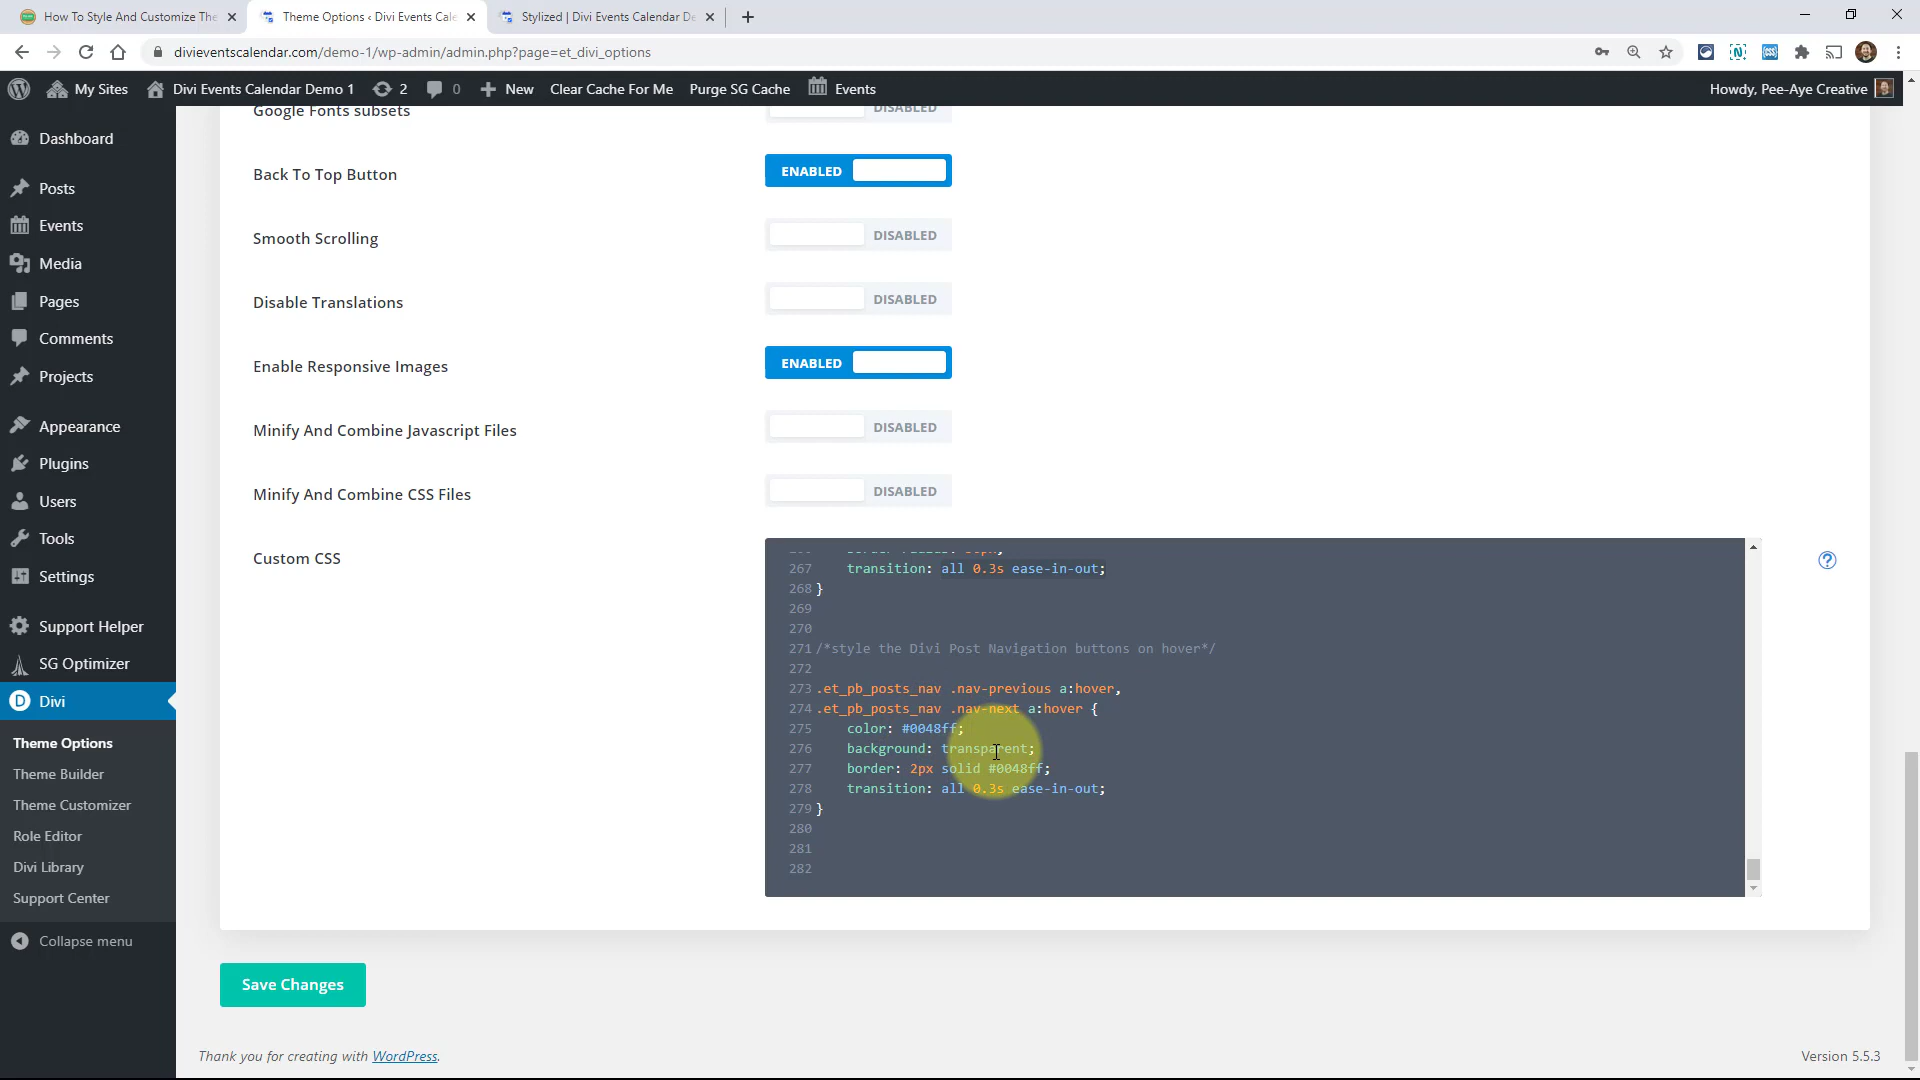 How To Style And Customize The
Theme Options ‹ Divi Events Cale
Stylized | Divi Events Calendar De
divieventscalendar.com/demo-1/wp-admin/admin.php?page=et_divi_options
My Sites
Divi Events Calendar Demo 1
2
0
New
Clear Cache For Me
Purge SG Cache
Events
Howdy, Pee-Aye Creative
Dashboard
Posts
Events
Media
Pages
Comments
Projects
Appearance
Plugins
Users
Tools
Settings
Support Helper
SG Optimizer
Divi
Theme Options
Theme Builder
Theme Customizer
Role Editor
Divi Library
Support Center
Collapse menu
Google Fonts subsets
DISABLED
Back To Top Button
ENABLED
Smooth Scrolling
DISABLED
Disable Translations
DISABLED
Enable Responsive Images
ENABLED
Minify And Combine Javascript Files
DISABLED
Minify And Combine CSS Files
DISABLED
Custom CSS
267 transition: all 0.3s ease-in-out;
268 }
269
270
271 /*style the Divi Post Navigation buttons on hover*/
272
273 .et_pb_posts_nav .nav-previous a:hover,
274 .et_pb_posts_nav .nav-next a:hover {
275 color: #0048ff;
276 background: transparent;
277 border: 2px solid #0048ff;
278 transition: all 0.3s ease-in-out;
279 }
280
281
282
Save Changes
Thank you for creating with WordPress.
Version 5.5.3